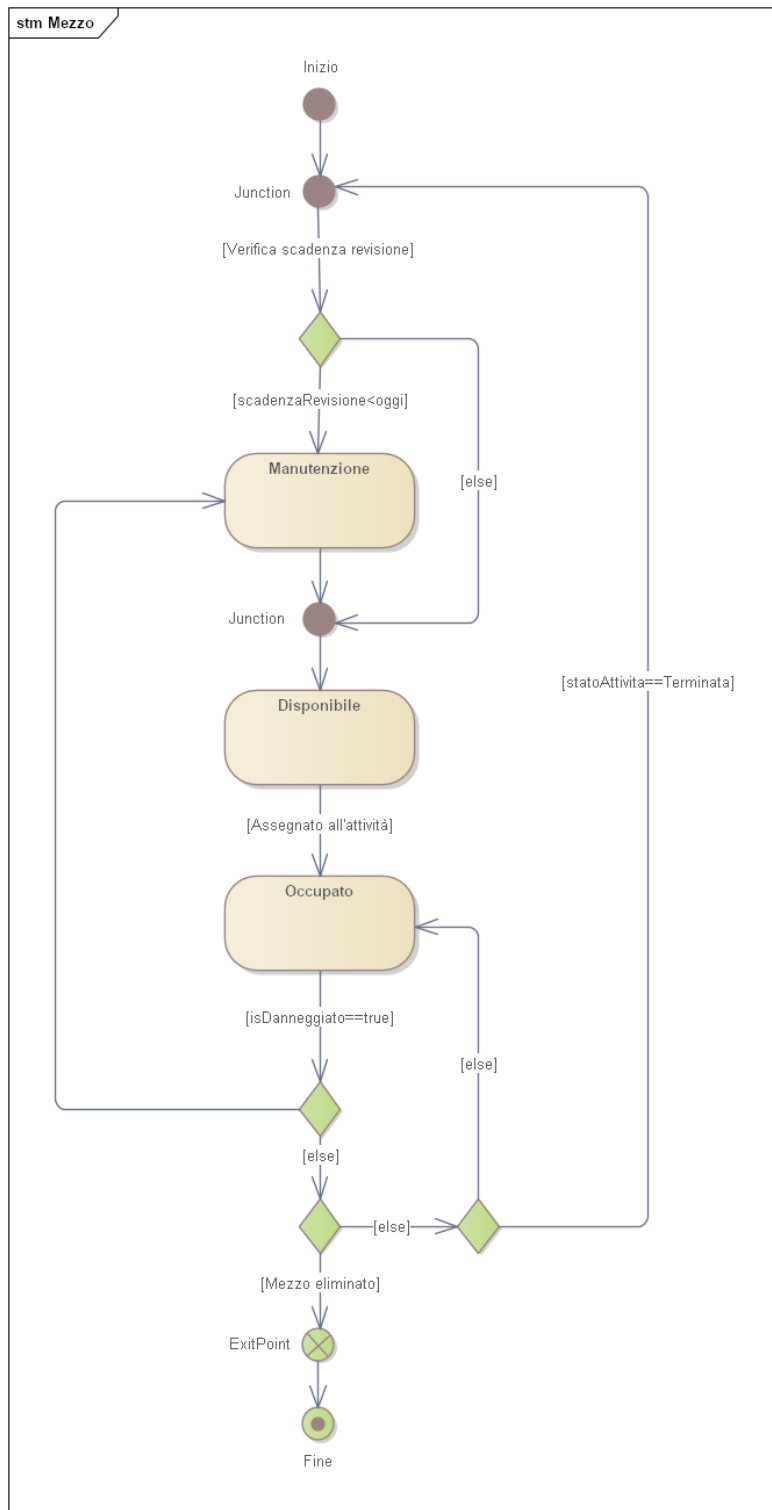 stm Mezzo
Inizio
Junction
[Verifica scadenza revisione]
[scadenzaRevisione<oggi]
Manutenzione
[else]
Junction
[statoAttivita==Terminata]
Disponibile
[Assegnato all'attività]
Occupato
[isDanneggiato==true]
[else]
[else]
[else]
[Mezzo eliminato]
ExitPoint
Fine